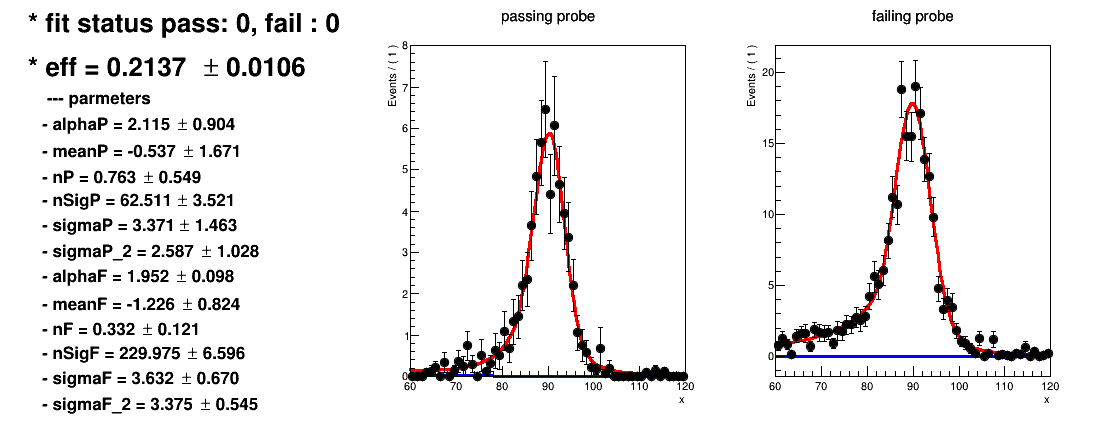 * fit status pass: 0, fail : 0
* eff = 0.2137 ± 0.0106
--- parmeters
- alphaP = 2.115 ± 0.904
- meanP = -0.537 ± 1.671
- nP = 0.763 ± 0.549
- nSigP = 62.511 ± 3.521
- sigmaP = 3.371 ± 1.463
- sigmaP_2 = 2.587 ± 1.028
- alphaF = 1.952 ± 0.098
- meanF = -1.226 ± 0.824
- nF = 0.332 ± 0.121
- nSigF = 229.975 ± 6.596
- sigmaF = 3.632 ± 0.670
- sigmaF_2 = 3.375 ± 0.545
passing probe
Events / ( 1 )
8
7
6
5
4
3
2
1
0
60 70 80 90 100 110 120
x
failing probe
Events / ( 1 )
20
15
10
5
0
60 70 80 90 100 110 120
x